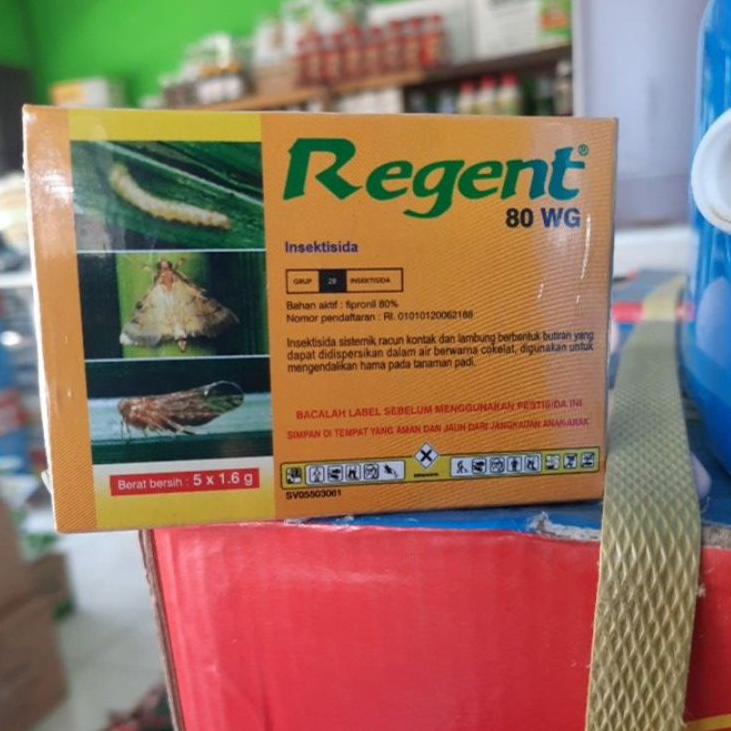 Regent®
80 WG
Insektisida
GRUP 2B INSEKTISIDA
Bahan aktif : fipronil 80%
Nomor pendaftaran : RI. 01010120062188
Insektisida sistemik racun kontak dan lambung berbentuk butiran yang
dapat didispersikan dalam air berwarna cokelat, digunakan untuk
mengendalikan hama pada tanaman padi.
BACALAH LABEL SEBELUM MENGGUNAKAN PESTISIDA INI
SIMPAN DI TEMPAT YANG AMAN DAN JAUH DARI JANGKAUAN ANAK-ANAK
Berat bersih : 5 x 1.6 g
SV05503061